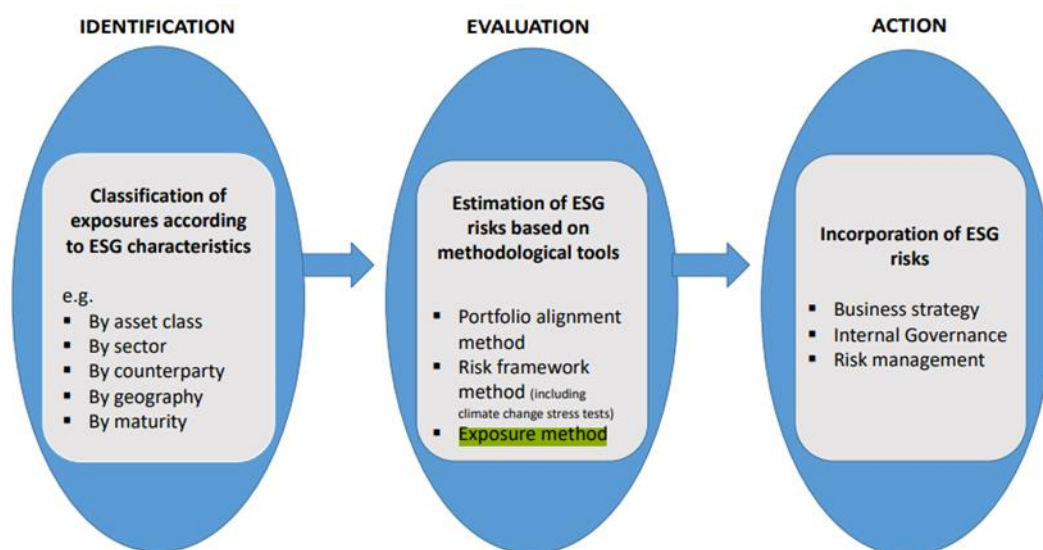 IDENTIFICATION
Classification of
exposures according
to ESG characteristics
e.g.
▪ By asset class
▪ By sector
▪ By counterparty
▪ By geography
▪ By maturity
EVALUATION
Estimation of ESG
risks based on
methodological tools
▪ Portfolio alignment
method
▪ Risk framework
method (including
climate change stress tests)
▪ Exposure method
ACTION
Incorporation of ESG
risks
▪ Business strategy
▪ Internal Governance
▪ Risk management